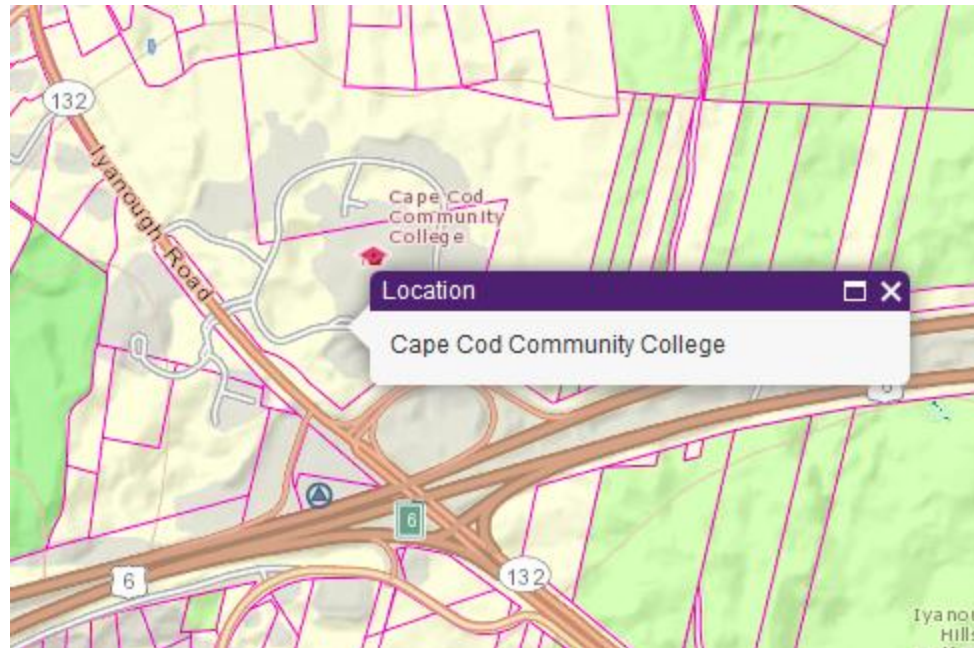 132
Iyanough Road
Cape Cod
Community
College
Location
Cape Cod Community College
6
6
6
132
Iyanou
Hills